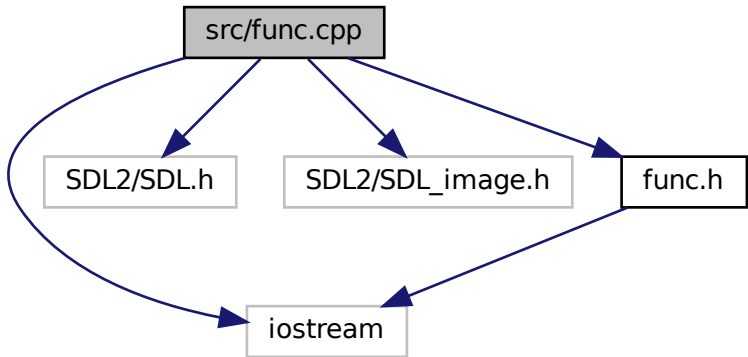 src/func.cpp
SDL2/SDL.h
SDL2/SDL_image.h
func.h
iostream